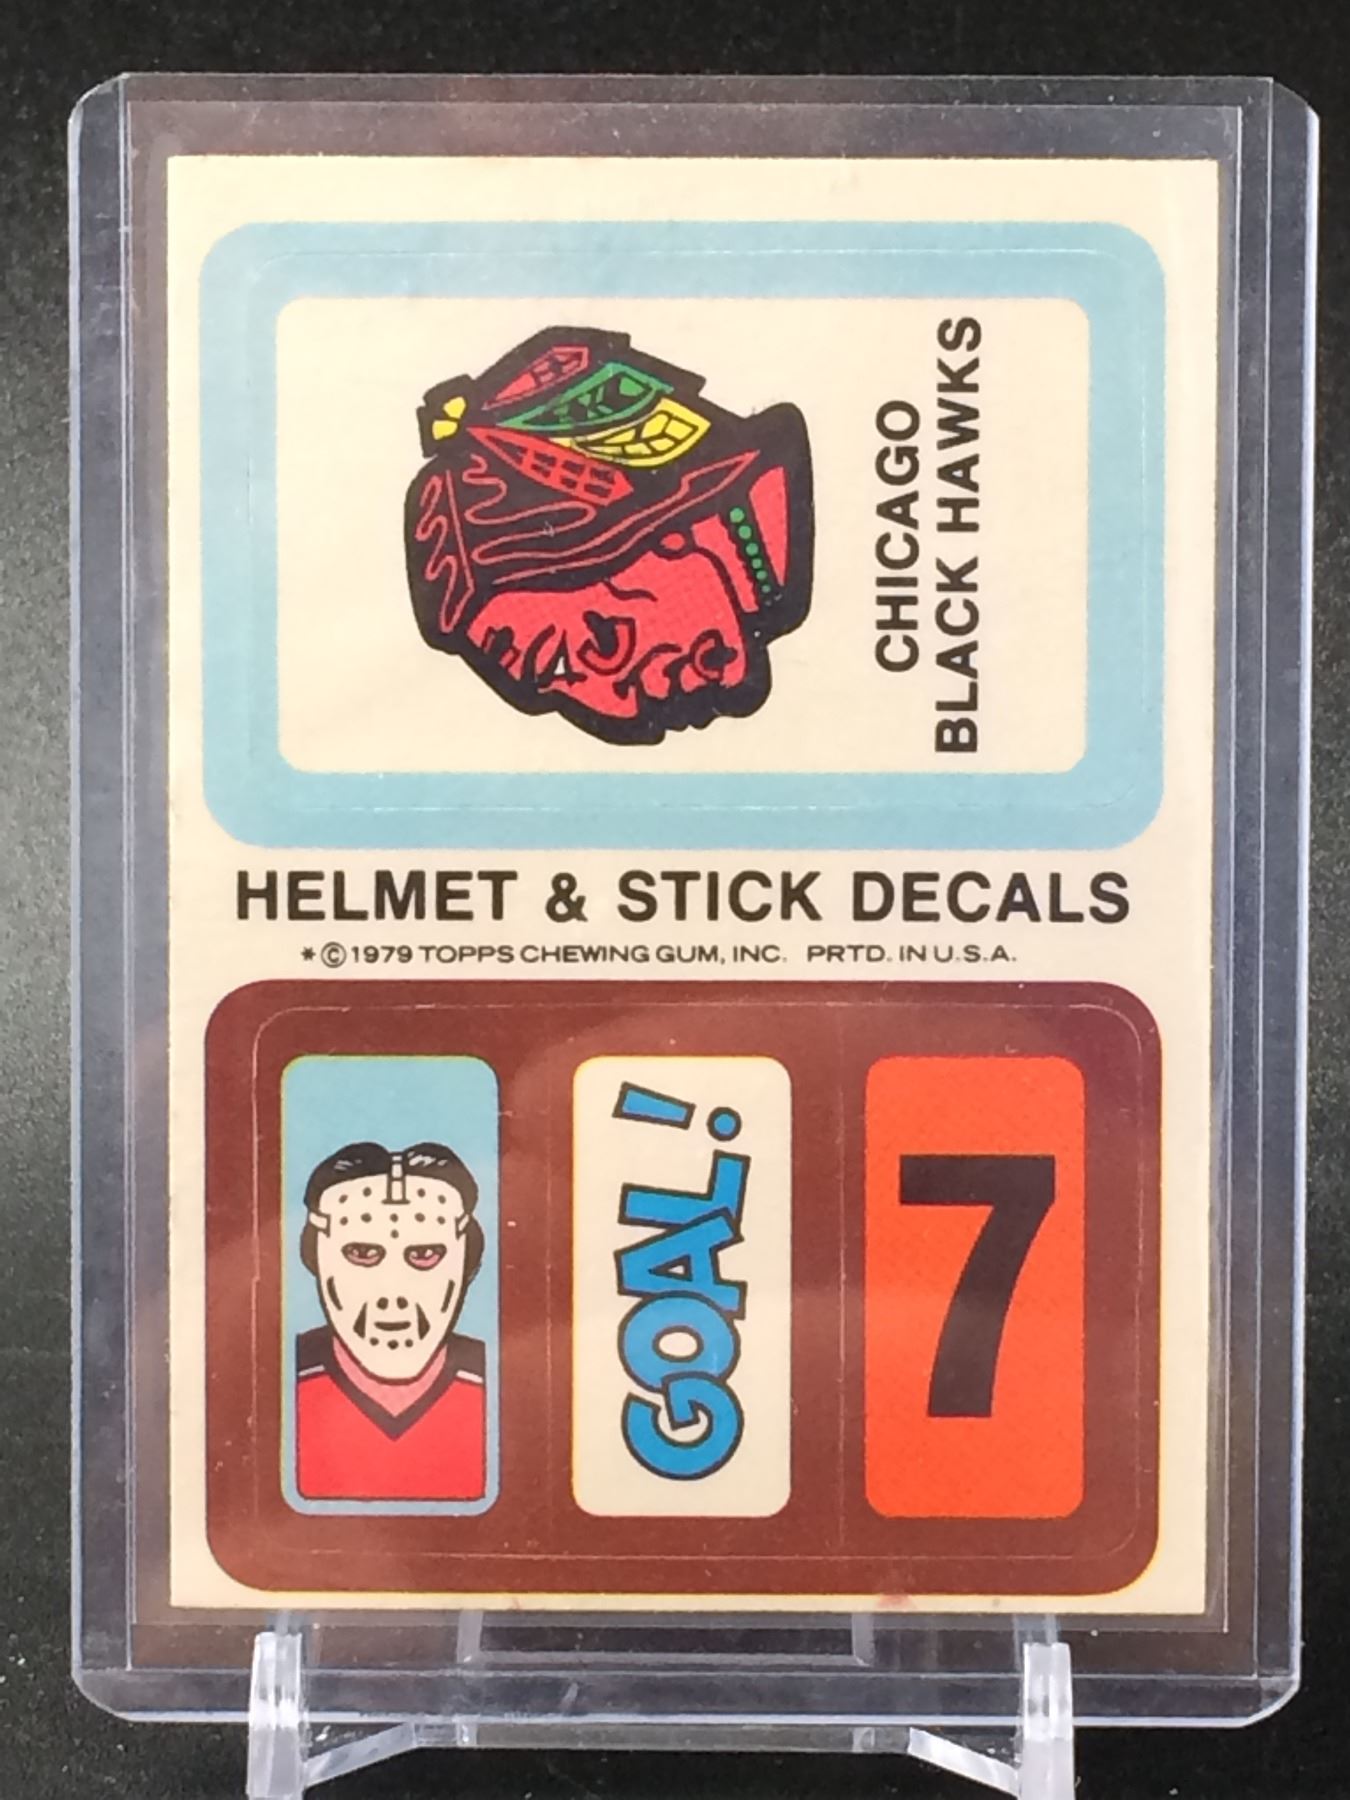 CHICAGO
BLACK HAWKS
HELMET & STICK DECALS
*©1979 TOPPS CHEWING GUM, INC. PRTD. IN U.S.A.
GOAL!
7